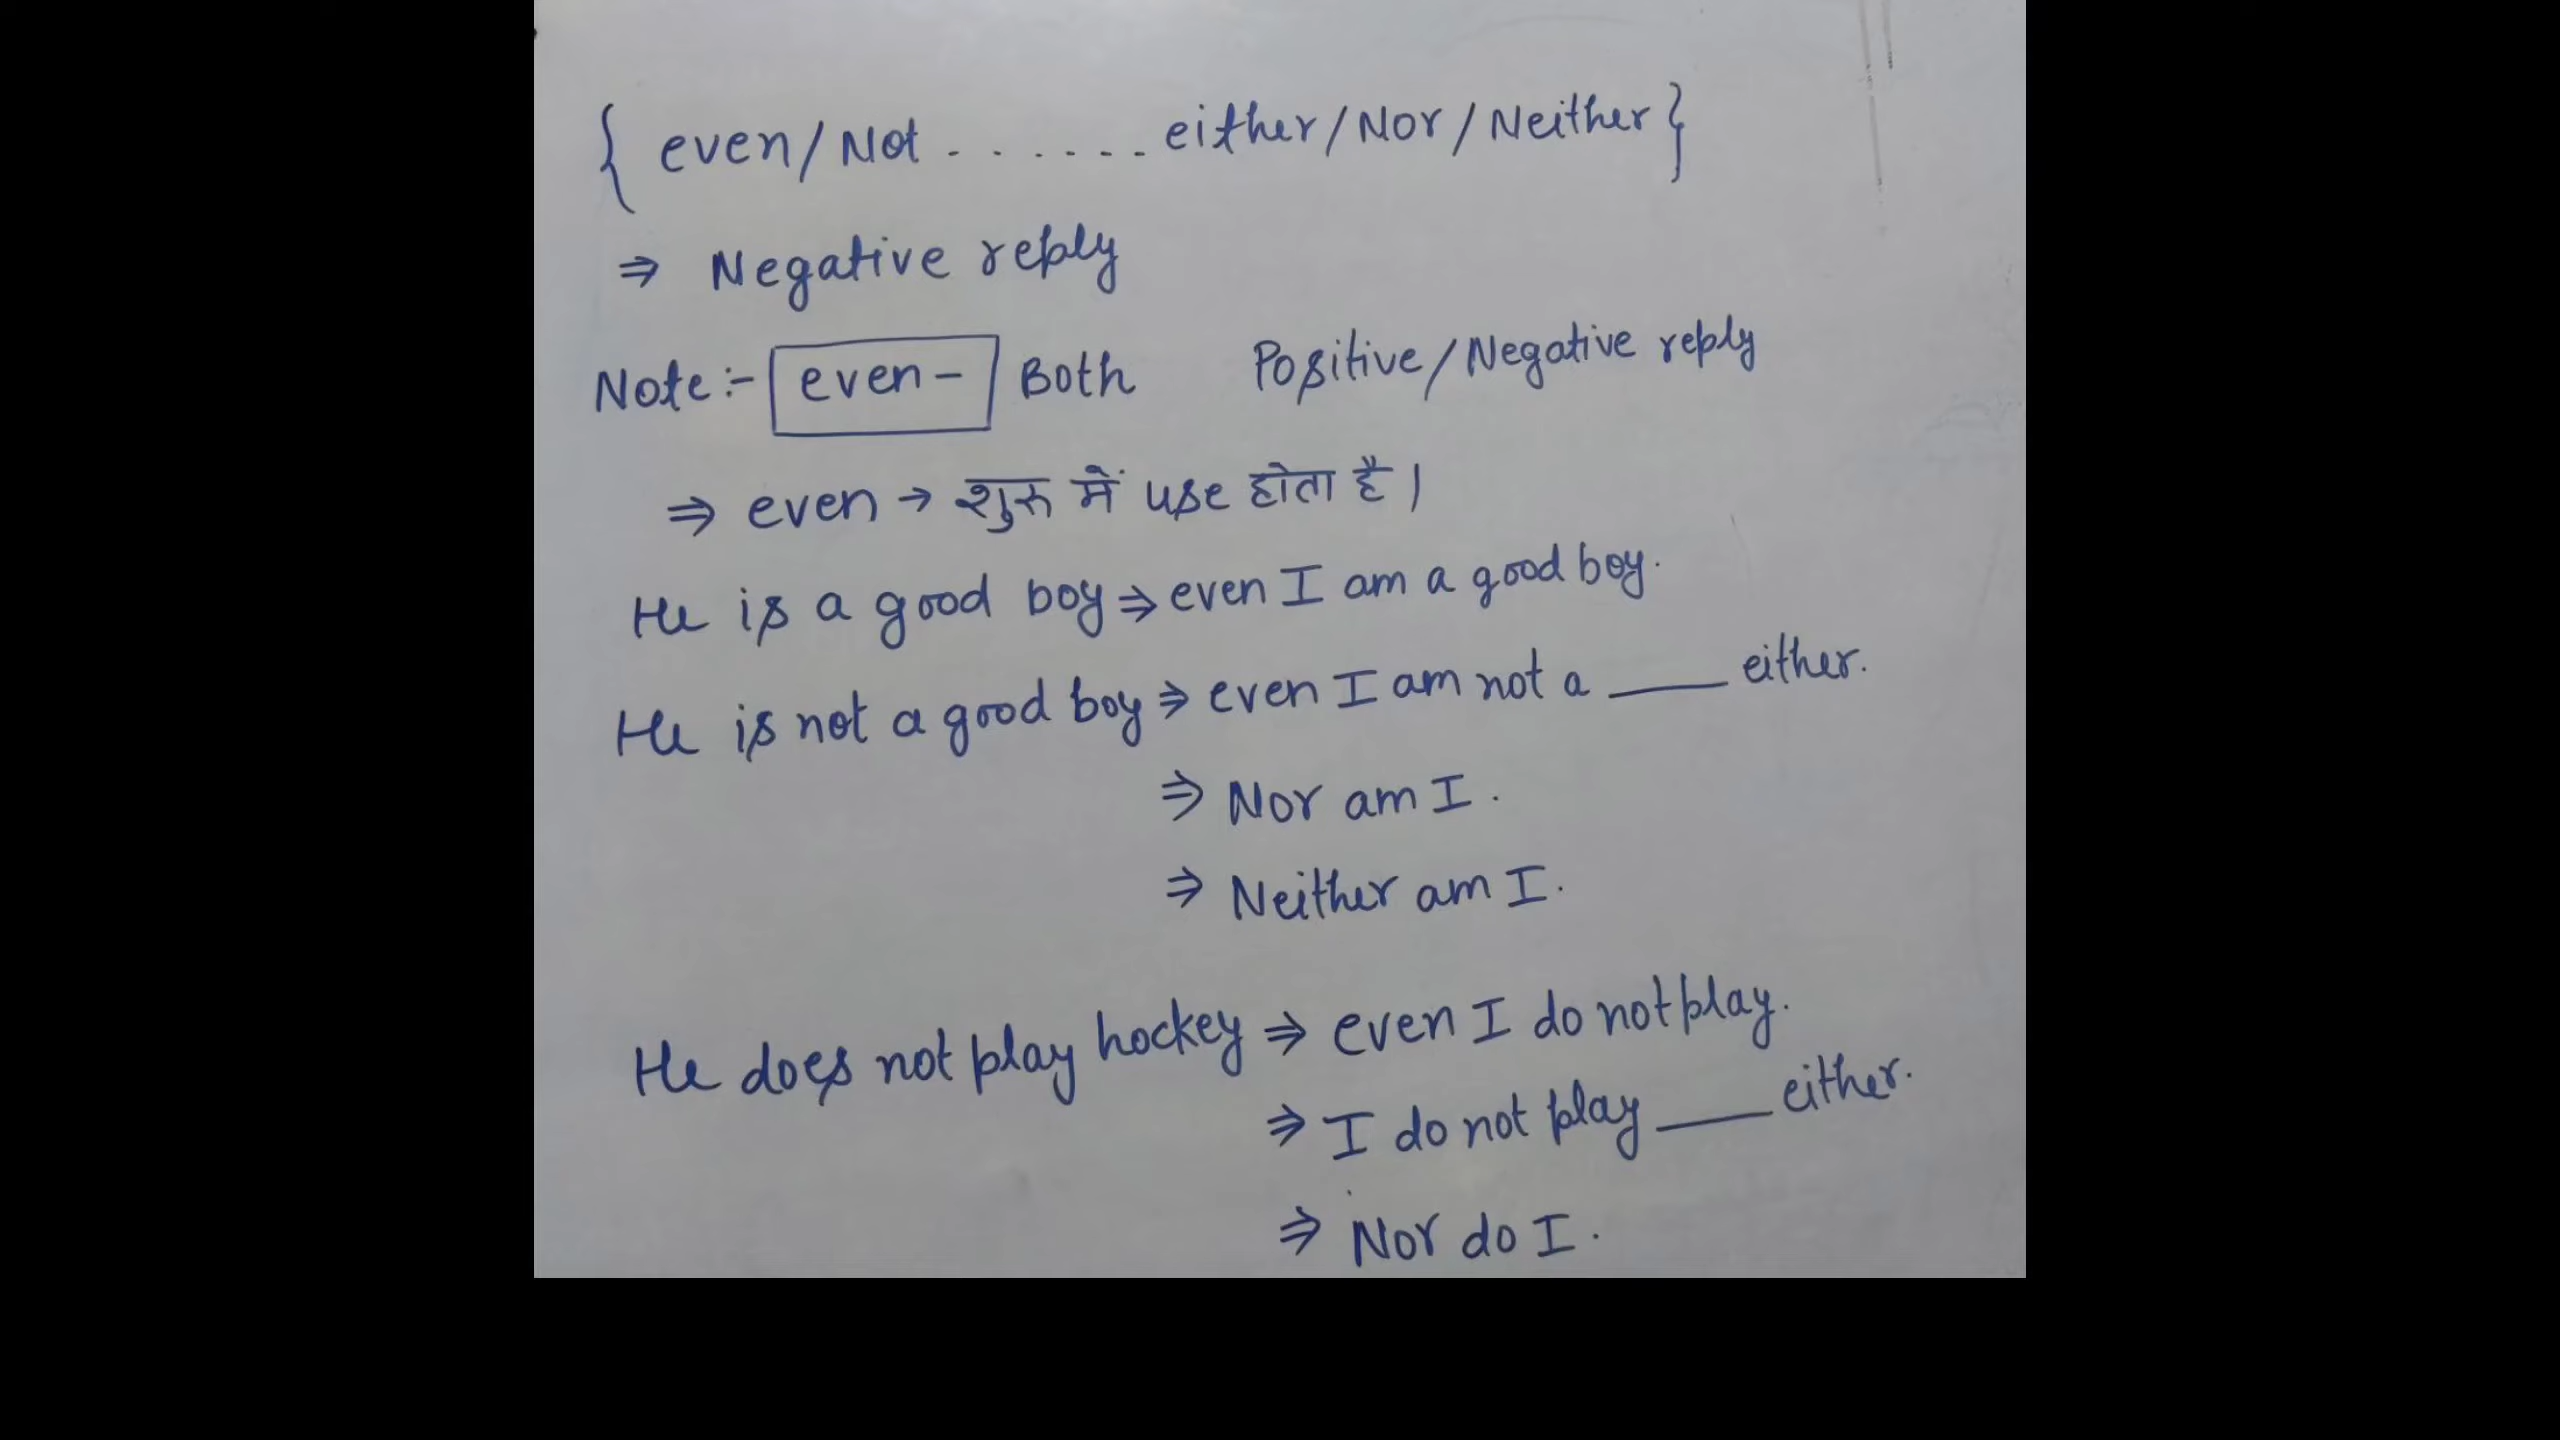 { even/Not ....... either/Nor/Neither}
⇒ Negative reply
Note:- even- Both Positive/Negative reply
⇒ even → शुरू में use होता है।
He is a good boy ⇒ even I am a good boy.
He is not a good boy ⇒ even I am not a ____ either.
⇒ Nor am I.
⇒ Neither am I.
He does not play hockey ⇒ even I do not play.
⇒ I do not play ____ either.
⇒ Nor do I.